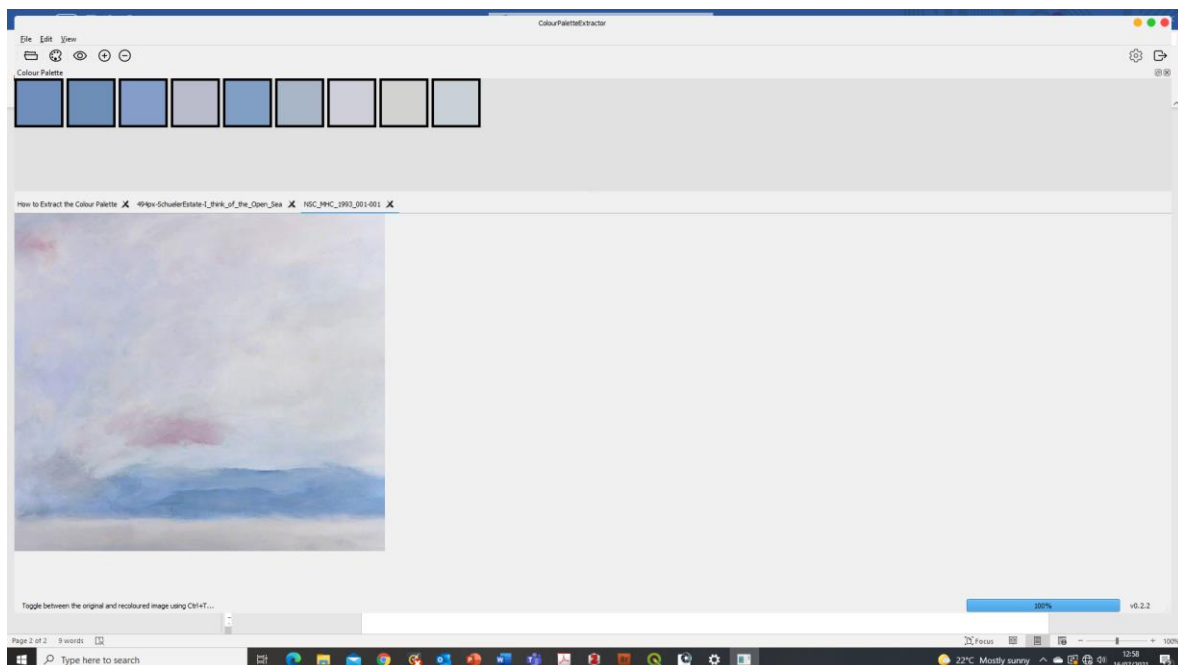 ColourPaletteExtractor
File Edit View
Colour Palette
How to Extract the Colour Palette 494px-SchuelerEstate-I_think_of_the_Open_Sea NSC_MHC_1993_001-001
Toggle between the original and recoloured image using Ctrl+T...
100% v0.2.2
Page 2 of 2 9 words Focus 100%
Type here to search 22°C Mostly sunny 12:58